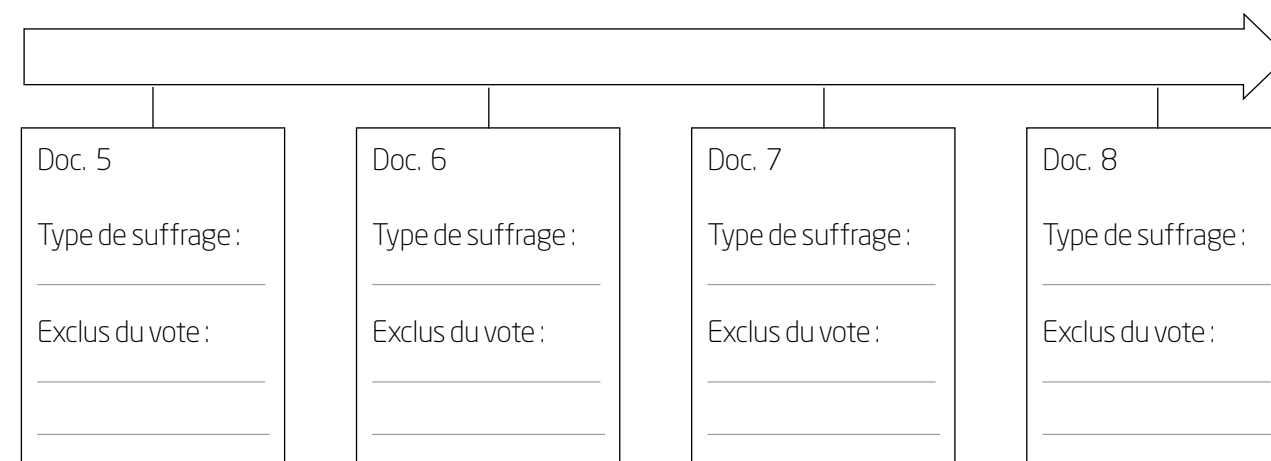 Doc. 5
Type de suffrage :
Exclus du vote :
Doc. 6
Type de suffrage :
Exclus du vote :
Doc. 7
Type de suffrage :
Exclus du vote :
Doc. 8
Type de suffrage :
Exclus du vote :